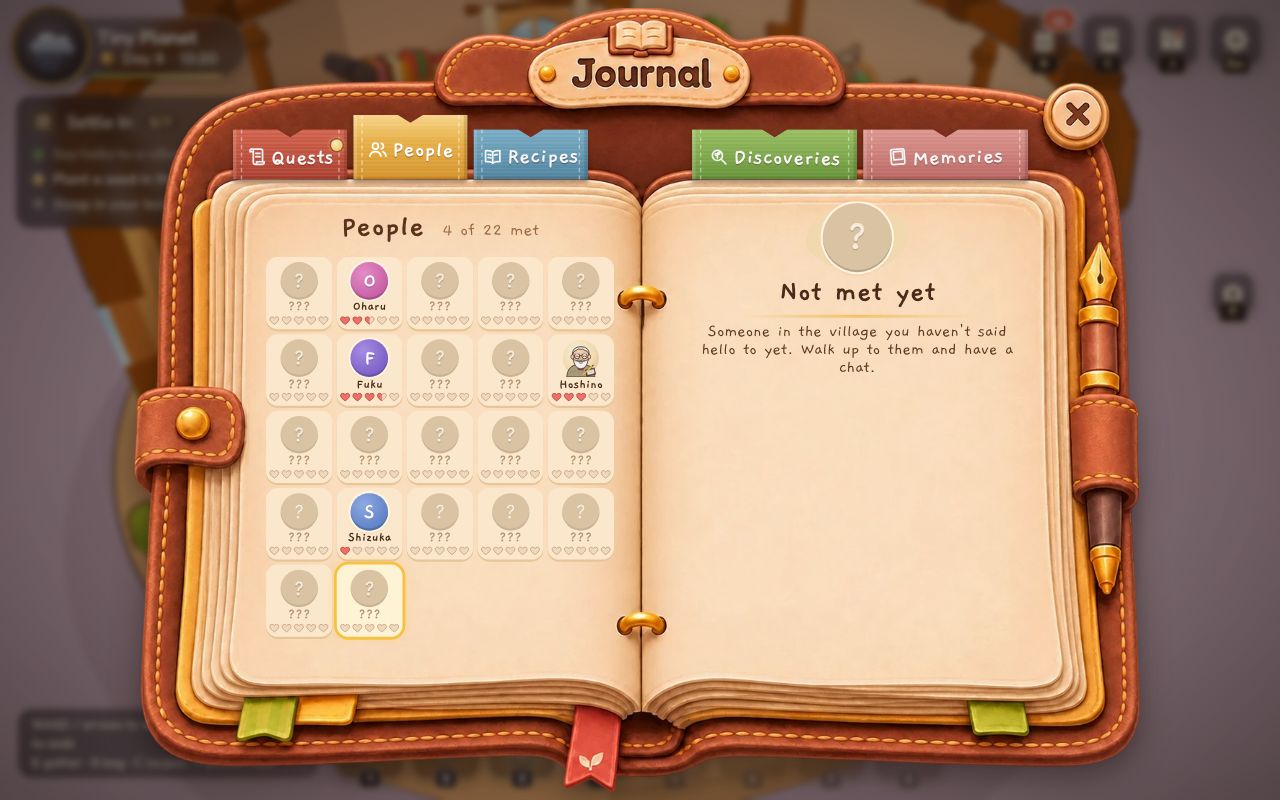 Journal
Quests
People
Recipes
Discoveries
Memories
People 4 of 22 met
? ??? O Oharu ? ??? ? ??? ? ???
? ??? F Fuku ? ??? ? ??? Hoshino
? ??? ? ??? ? ??? ? ??? ? ???
? ??? S Shizuka ? ??? ? ??? ? ???
? ??? ? ???
?
Not met yet
Someone in the village you haven't said
hello to yet. Walk up to them and have a
chat.